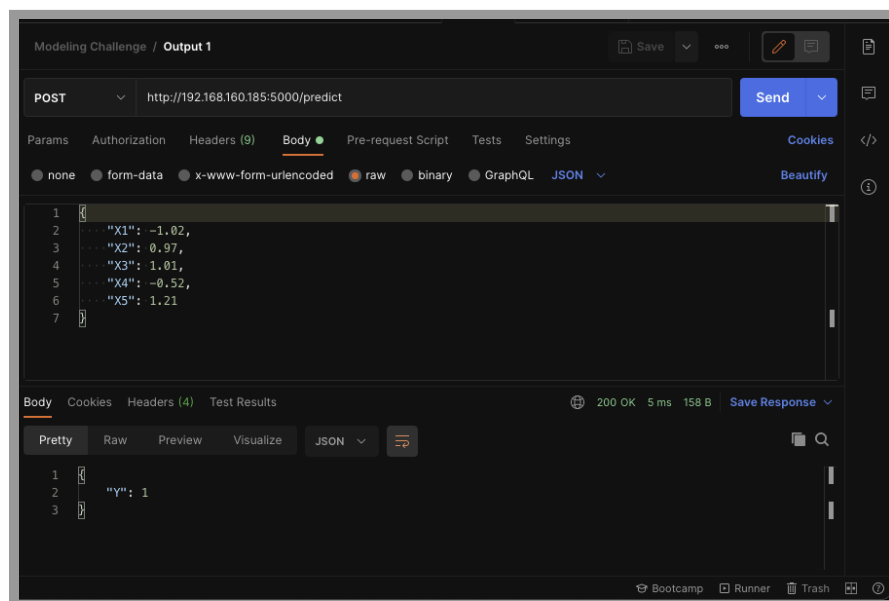 Modeling Challenge / Output 1
Save
POST http://192.168.160.185:5000/predict Send
Params Authorization Headers (9) Body Pre-request Script Tests Settings Cookies
none form-data x-www-form-urlencoded raw binary GraphQL JSON Beautify
1 {
2 "X1": -1.02,
3 "X2": 0.97,
4 "X3": 1.01,
5 "X4": -0.52,
6 "X5": 1.21
7 }
Body Cookies Headers (4) Test Results 200 OK 5 ms 158 B Save Response
Pretty Raw Preview Visualize JSON
1 {
2 "Y": 1
3 }
Bootcamp Runner Trash